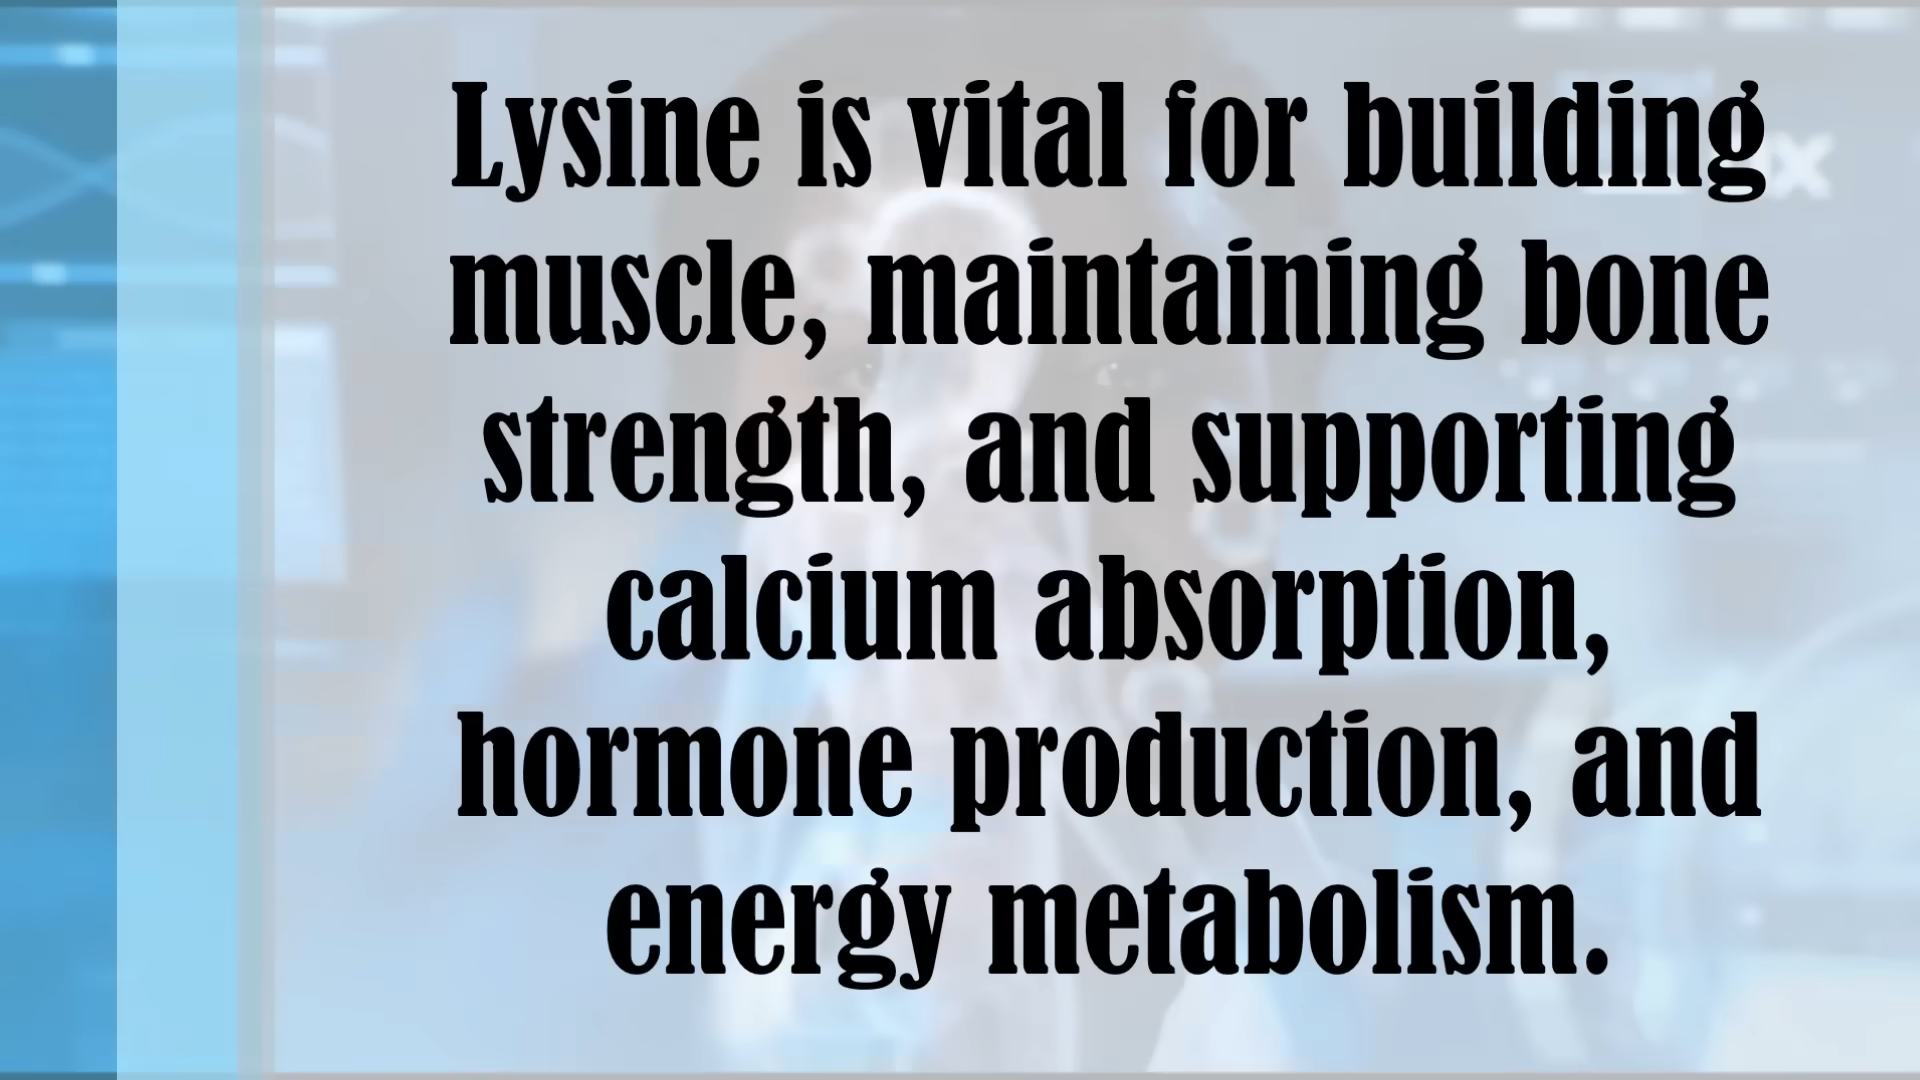 Lysine is vital for building
muscle, maintaining bone
strength, and supporting
calcium absorption,
hormone production, and
energy metabolism.